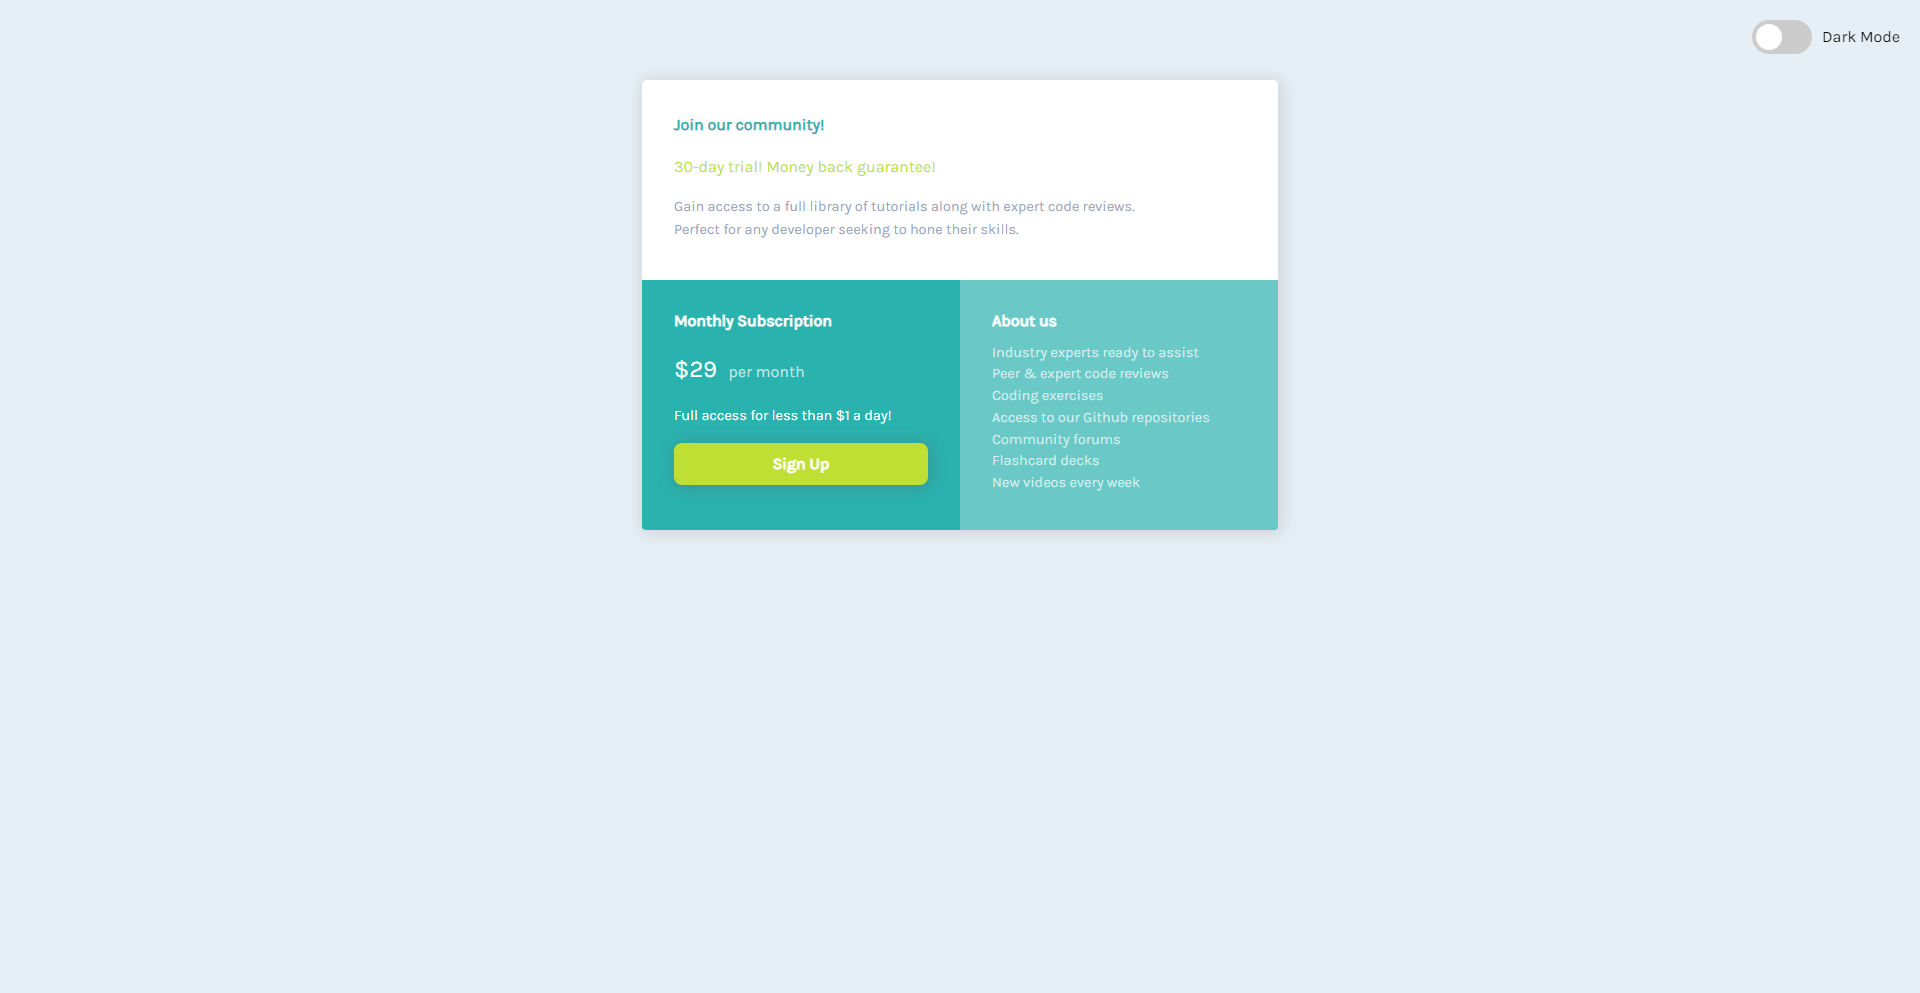 Dark Mode
Join our community!
30-day trial! Money back guarantee!
Gain access to a full library of tutorials along with expert code reviews.
Perfect for any developer seeking to hone their skills.
Monthly Subscription
$29 per month
Full access for less than $1 a day!
Sign Up
About us
Industry experts ready to assist
Peer & expert code reviews
Coding exercises
Access to our Github repositories
Community forums
Flashcard decks
New videos every week